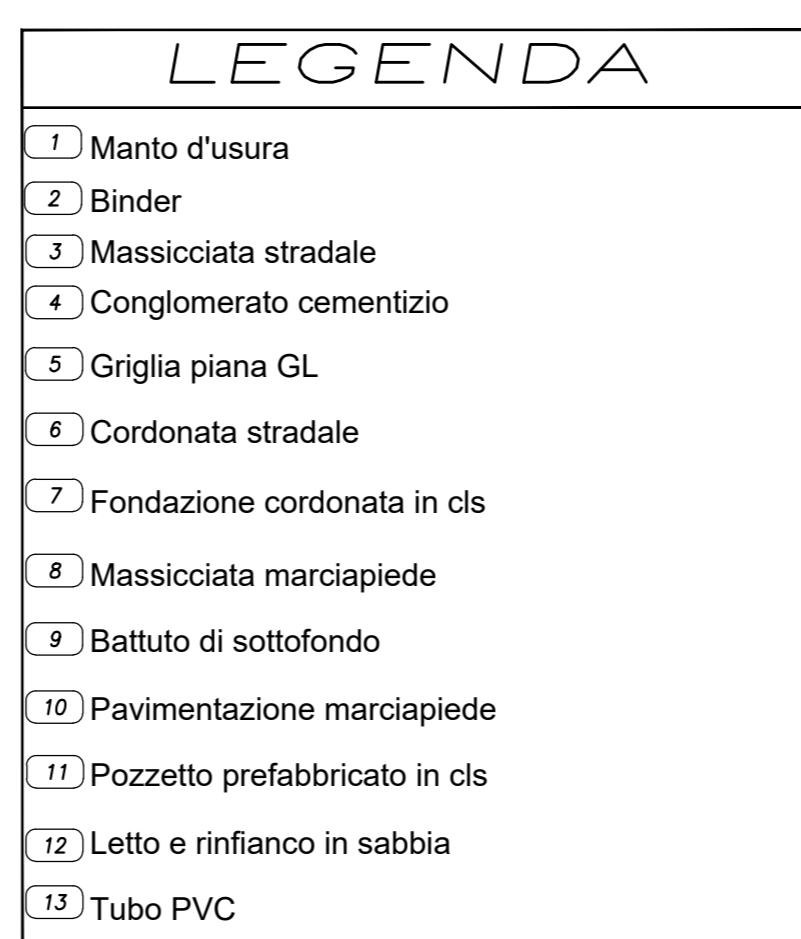 LEGENDA
1 Manto d'usura
2 Binder
3 Massicciata stradale
4 Conglomerato cementizio
5 Griglia piana GL
6 Cordonata stradale
7 Fondazione cordonata in cls
8 Massicciata marciapiede
9 Battuto di sottofondo
10 Pavimentazione marciapiede
11 Pozzetto prefabbricato in cls
12 Letto e rinfianco in sabbia
13 Tubo PVC